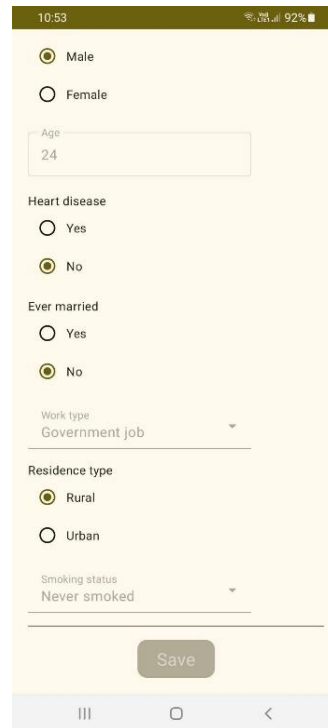 10:53 92%
Male
Female
Age
24
Heart disease
Yes
No
Ever married
Yes
No
Work type
Government job
Residence type
Rural
Urban
Smoking status
Never smoked
Save